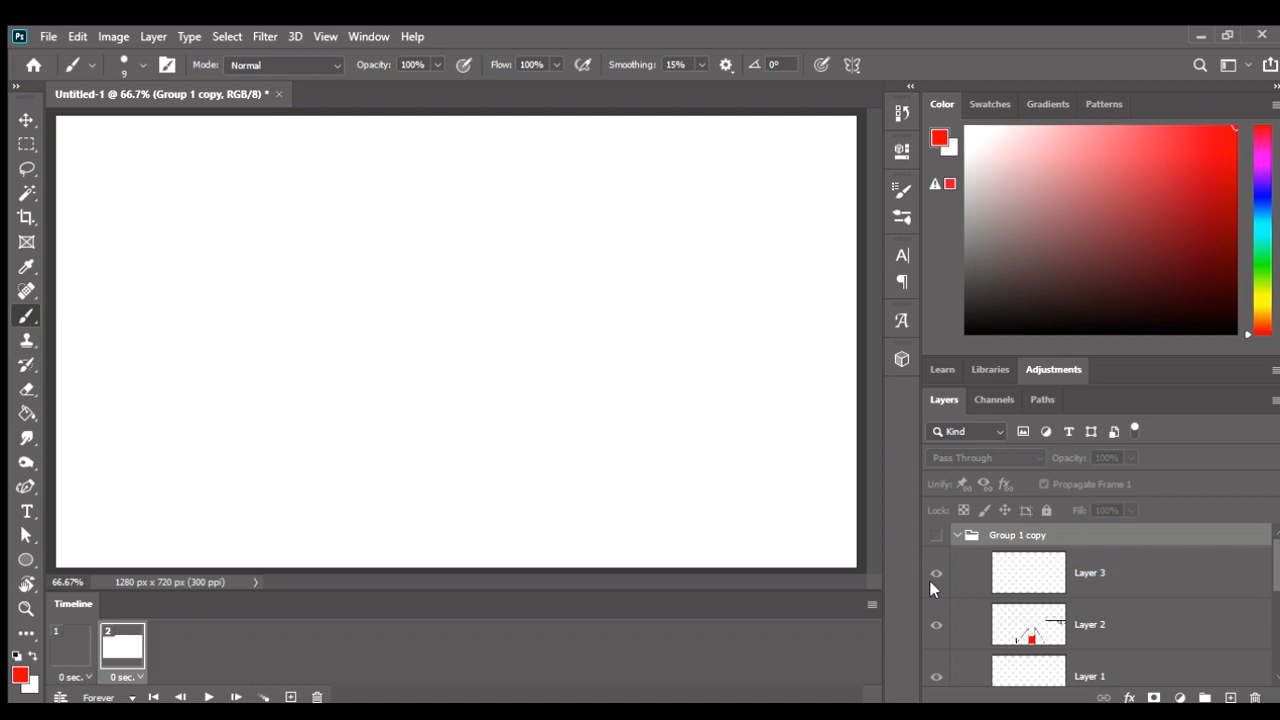 Ps File Edit Image Layer Type Select Filter 3D View Window Help
9 Mode: Normal Opacity: 100% Flow: 100% Smoothing: 15% 0°
Untitled-1 @ 66.7% (Group 1 copy, RGB/8) * ×
Color Swatches Gradients Patterns
Learn Libraries Adjustments
Layers Channels Paths
Kind
Pass Through Opacity: 100%
Unify: Propagate Frame 1
Lock: Fill: 100%
Group 1 copy
Layer 3
Layer 2
Layer 1
66.67% 1280 px x 720 px (300 ppi)
Timeline
1 2
0 sec. 0 sec.
Forever